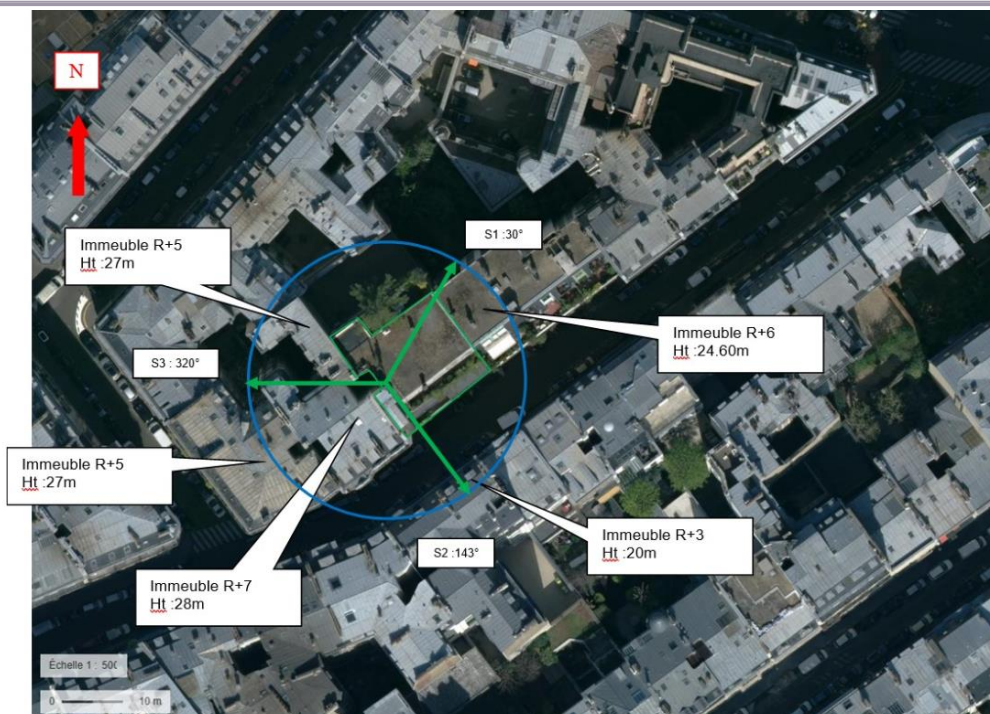 N
S1 :30°
Immeuble R+5
Ht :27m
Immeuble R+6
Ht :24.60m
S3 : 320°
Immeuble R+5
Ht :27m
Immeuble R+3
Ht :20m
S2 :143°
Immeuble R+7
Ht :28m
Échelle 1 : 500
0 10 m